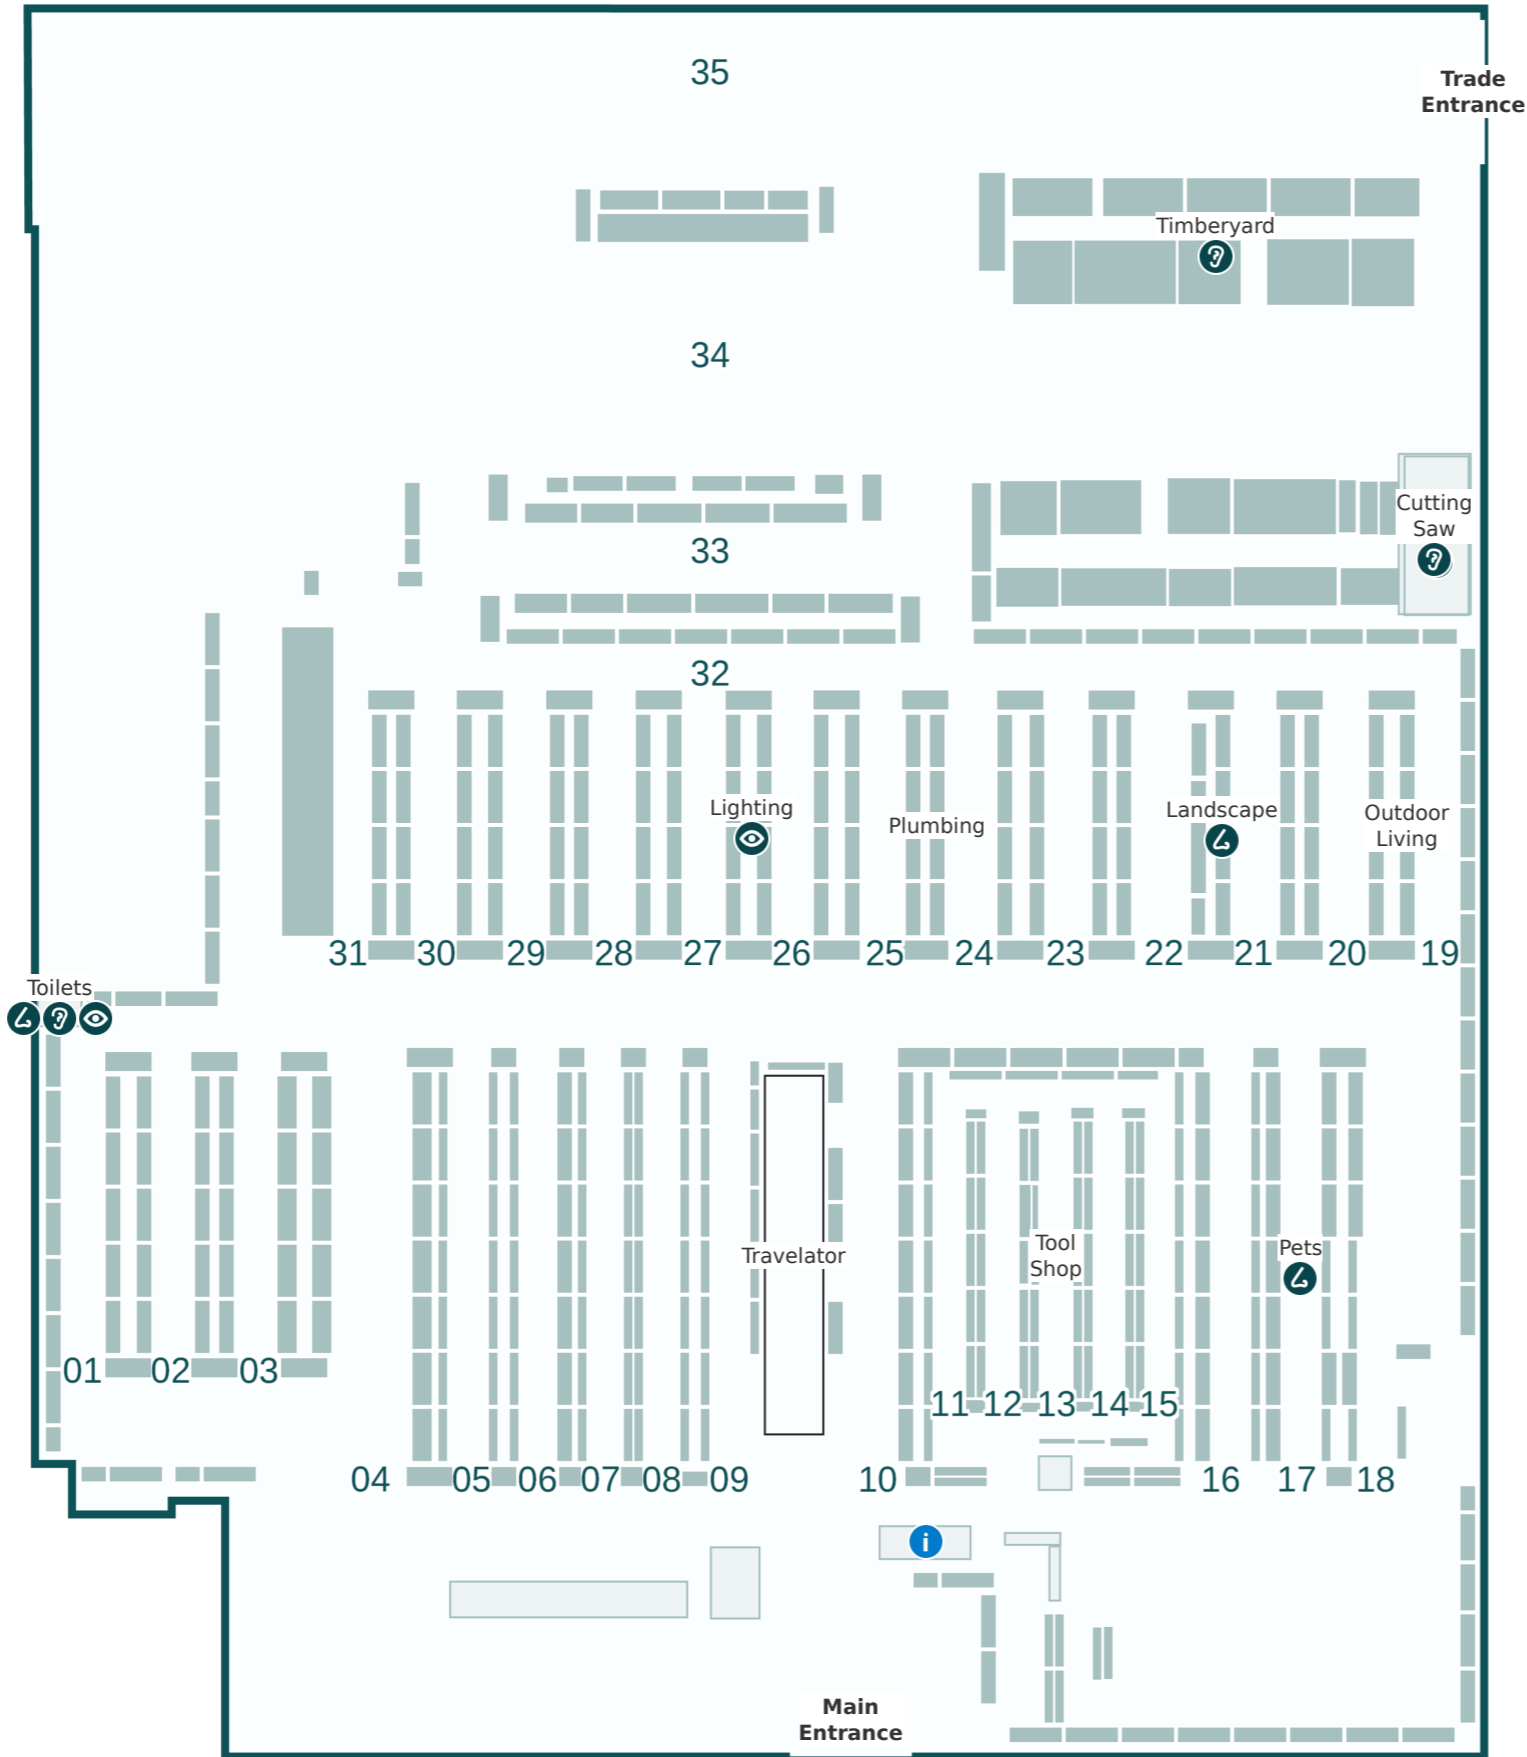 35
Trade
Entrance
Timberyard
34
Cutting
Saw
33
32
Lighting
Plumbing
Landscape
Outdoor
Living
31
30
29
28
27
26
25
24
23
22
21
20
19
Toilets
Travelator
Tool
Shop
Pets
01
02
03
11
12
13
14
15
04
05
06
07
08
09
10
16
17
18
i
Main
Entrance